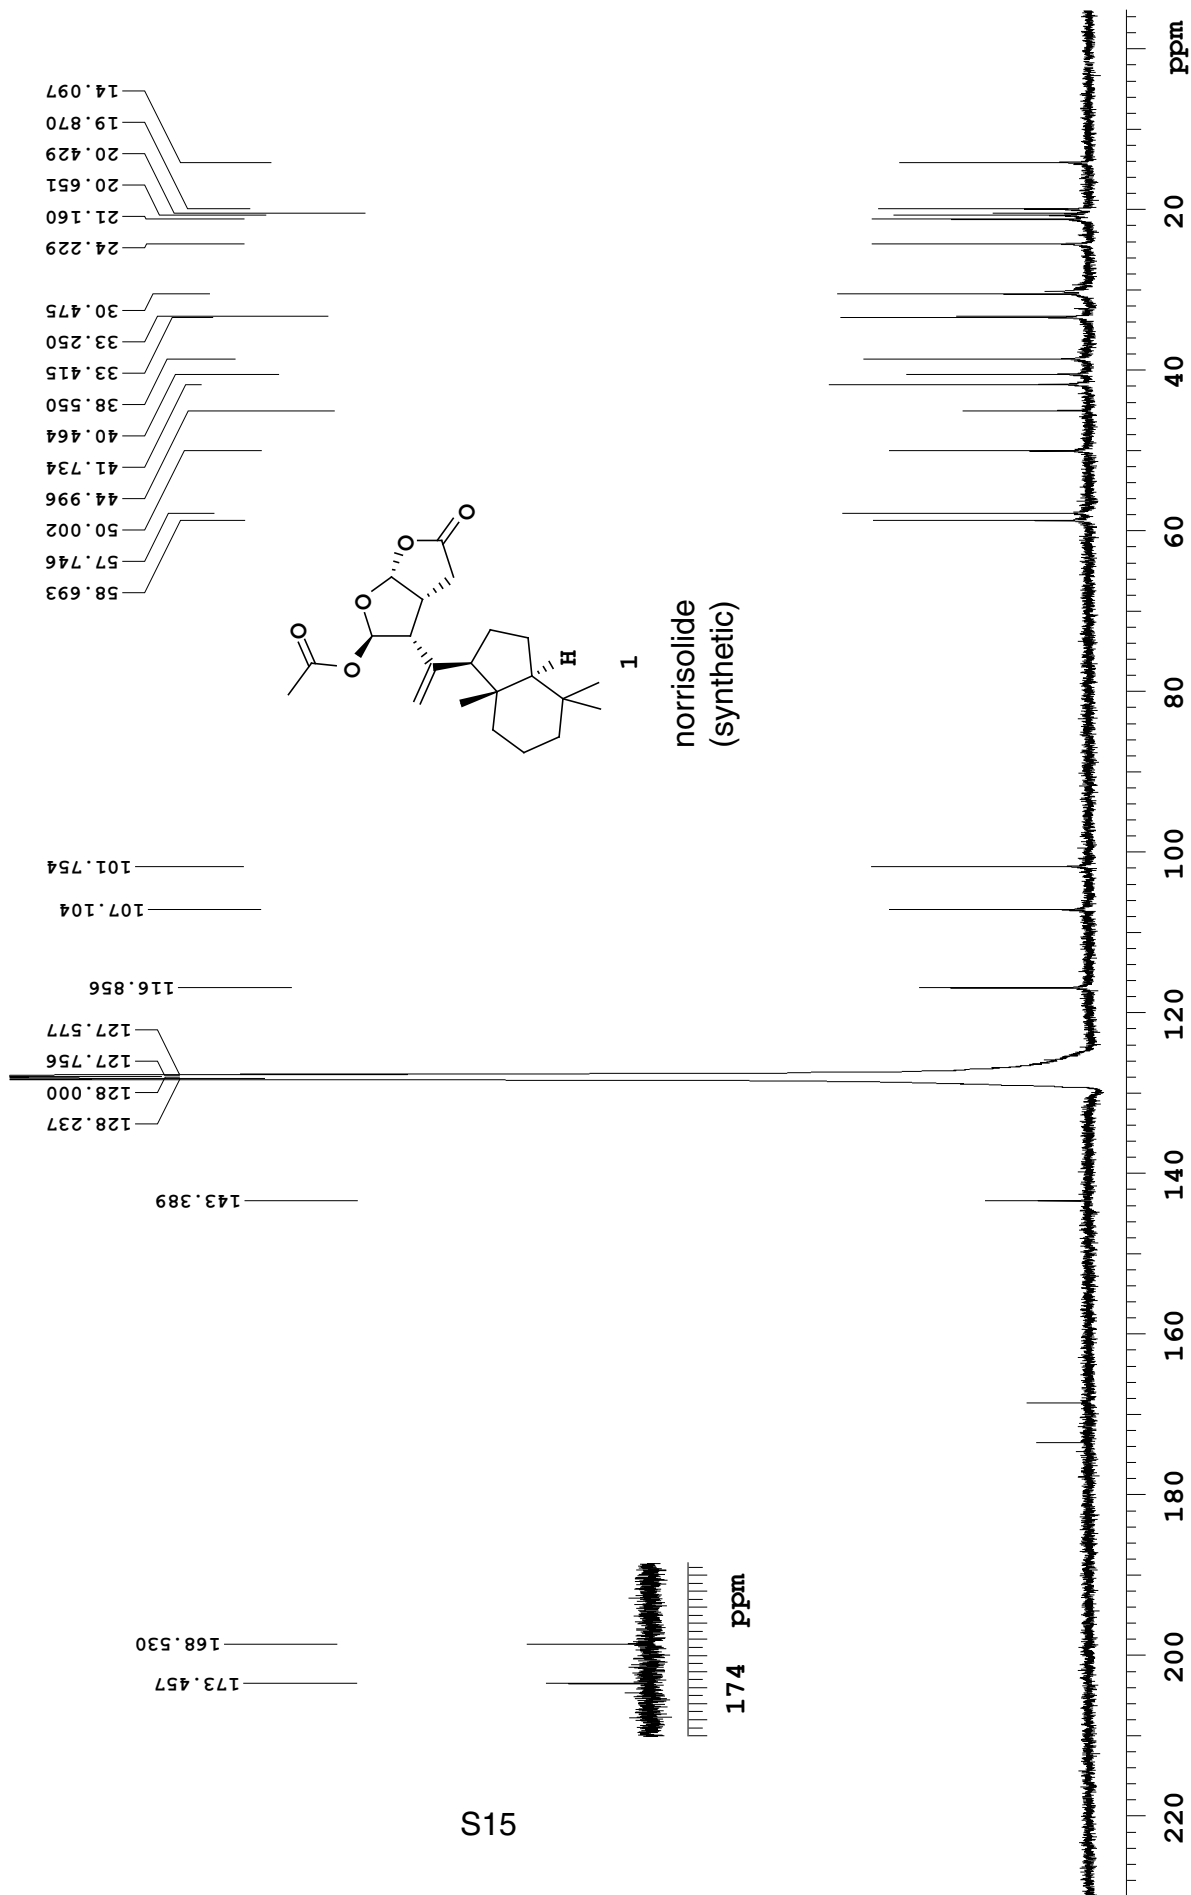 14.097
19.870
20.429
20.651
21.160
24.229
30.475
33.250
33.415
38.550
40.464
41.734
44.996
50.002
57.746
58.693
101.754
107.104
116.856
127.577
127.756
128.000
128.237
143.389
168.530
173.457
O
O
O
O
O
H
1
norrisolide
(synthetic)
174 ppm
S15
220 200 180 160 140 120 100 80 60 40 20 ppm